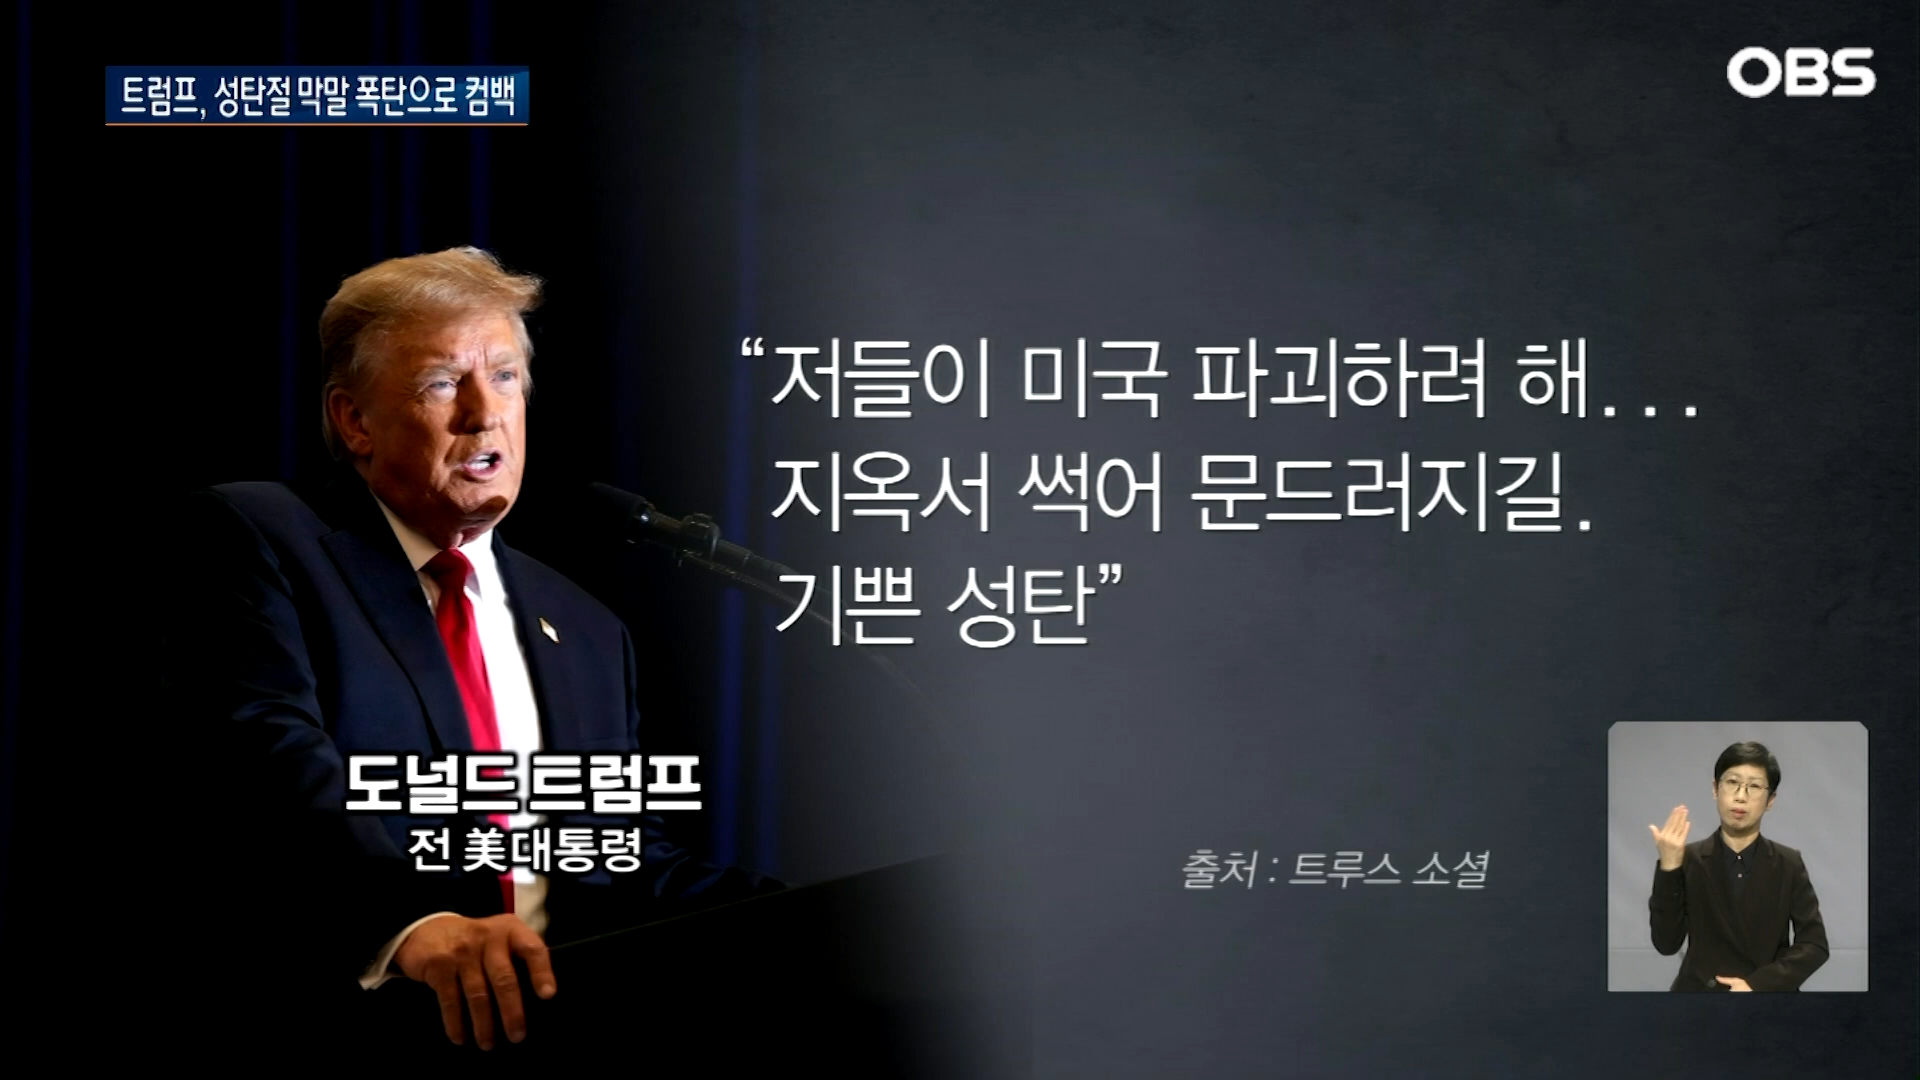 트럼프, 성탄절 막말 폭탄으로 컴백
OBS
“저들이 미국 파괴하려 해...
지옥서 썩어 문드러지길.
기쁜 성탄”
도널드 트럼프
전 美 대통령
출처 : 트루스 소셜